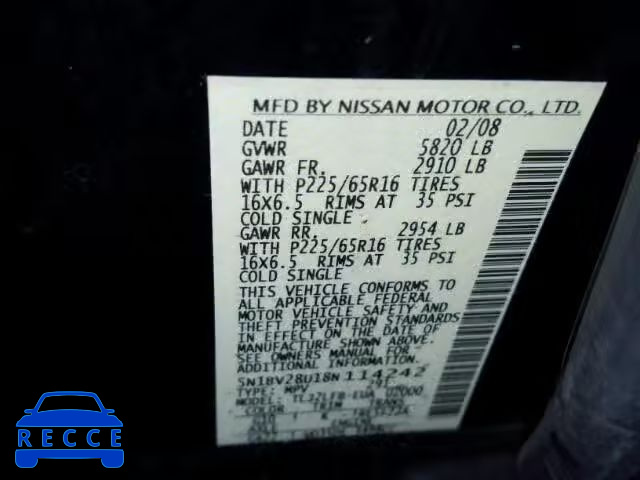 MFD BY NISSAN MOTOR CO., LTD.
DATE 02/08
GVWR 5820 LB
GAWR FR. 2910 LB
WITH P225/65R16 TIRES
16X6.5 RIMS AT 35 PSI
COLD SINGLE
GAWR RR. 2954 LB
WITH P225/65R16 TIRES
16X6.5 RIMS AT 35 PSI
COLD SINGLE
THIS VEHICLE CONFORMS TO
ALL APPLICABLE FEDERAL
MOTOR VEHICLE SAFETY AND
THEFT PREVENTION STANDARDS
IN EFFECT ON THE DATE OF
MANUFACTURE SHOWN ABOVE.
SEE OWNERS MANUAL FOR
ADDITIONAL INFORMATION.
5N1BV28U18N114242
TYPE: MPV
MODEL:
COLOR TRIM TRANS
RECCE